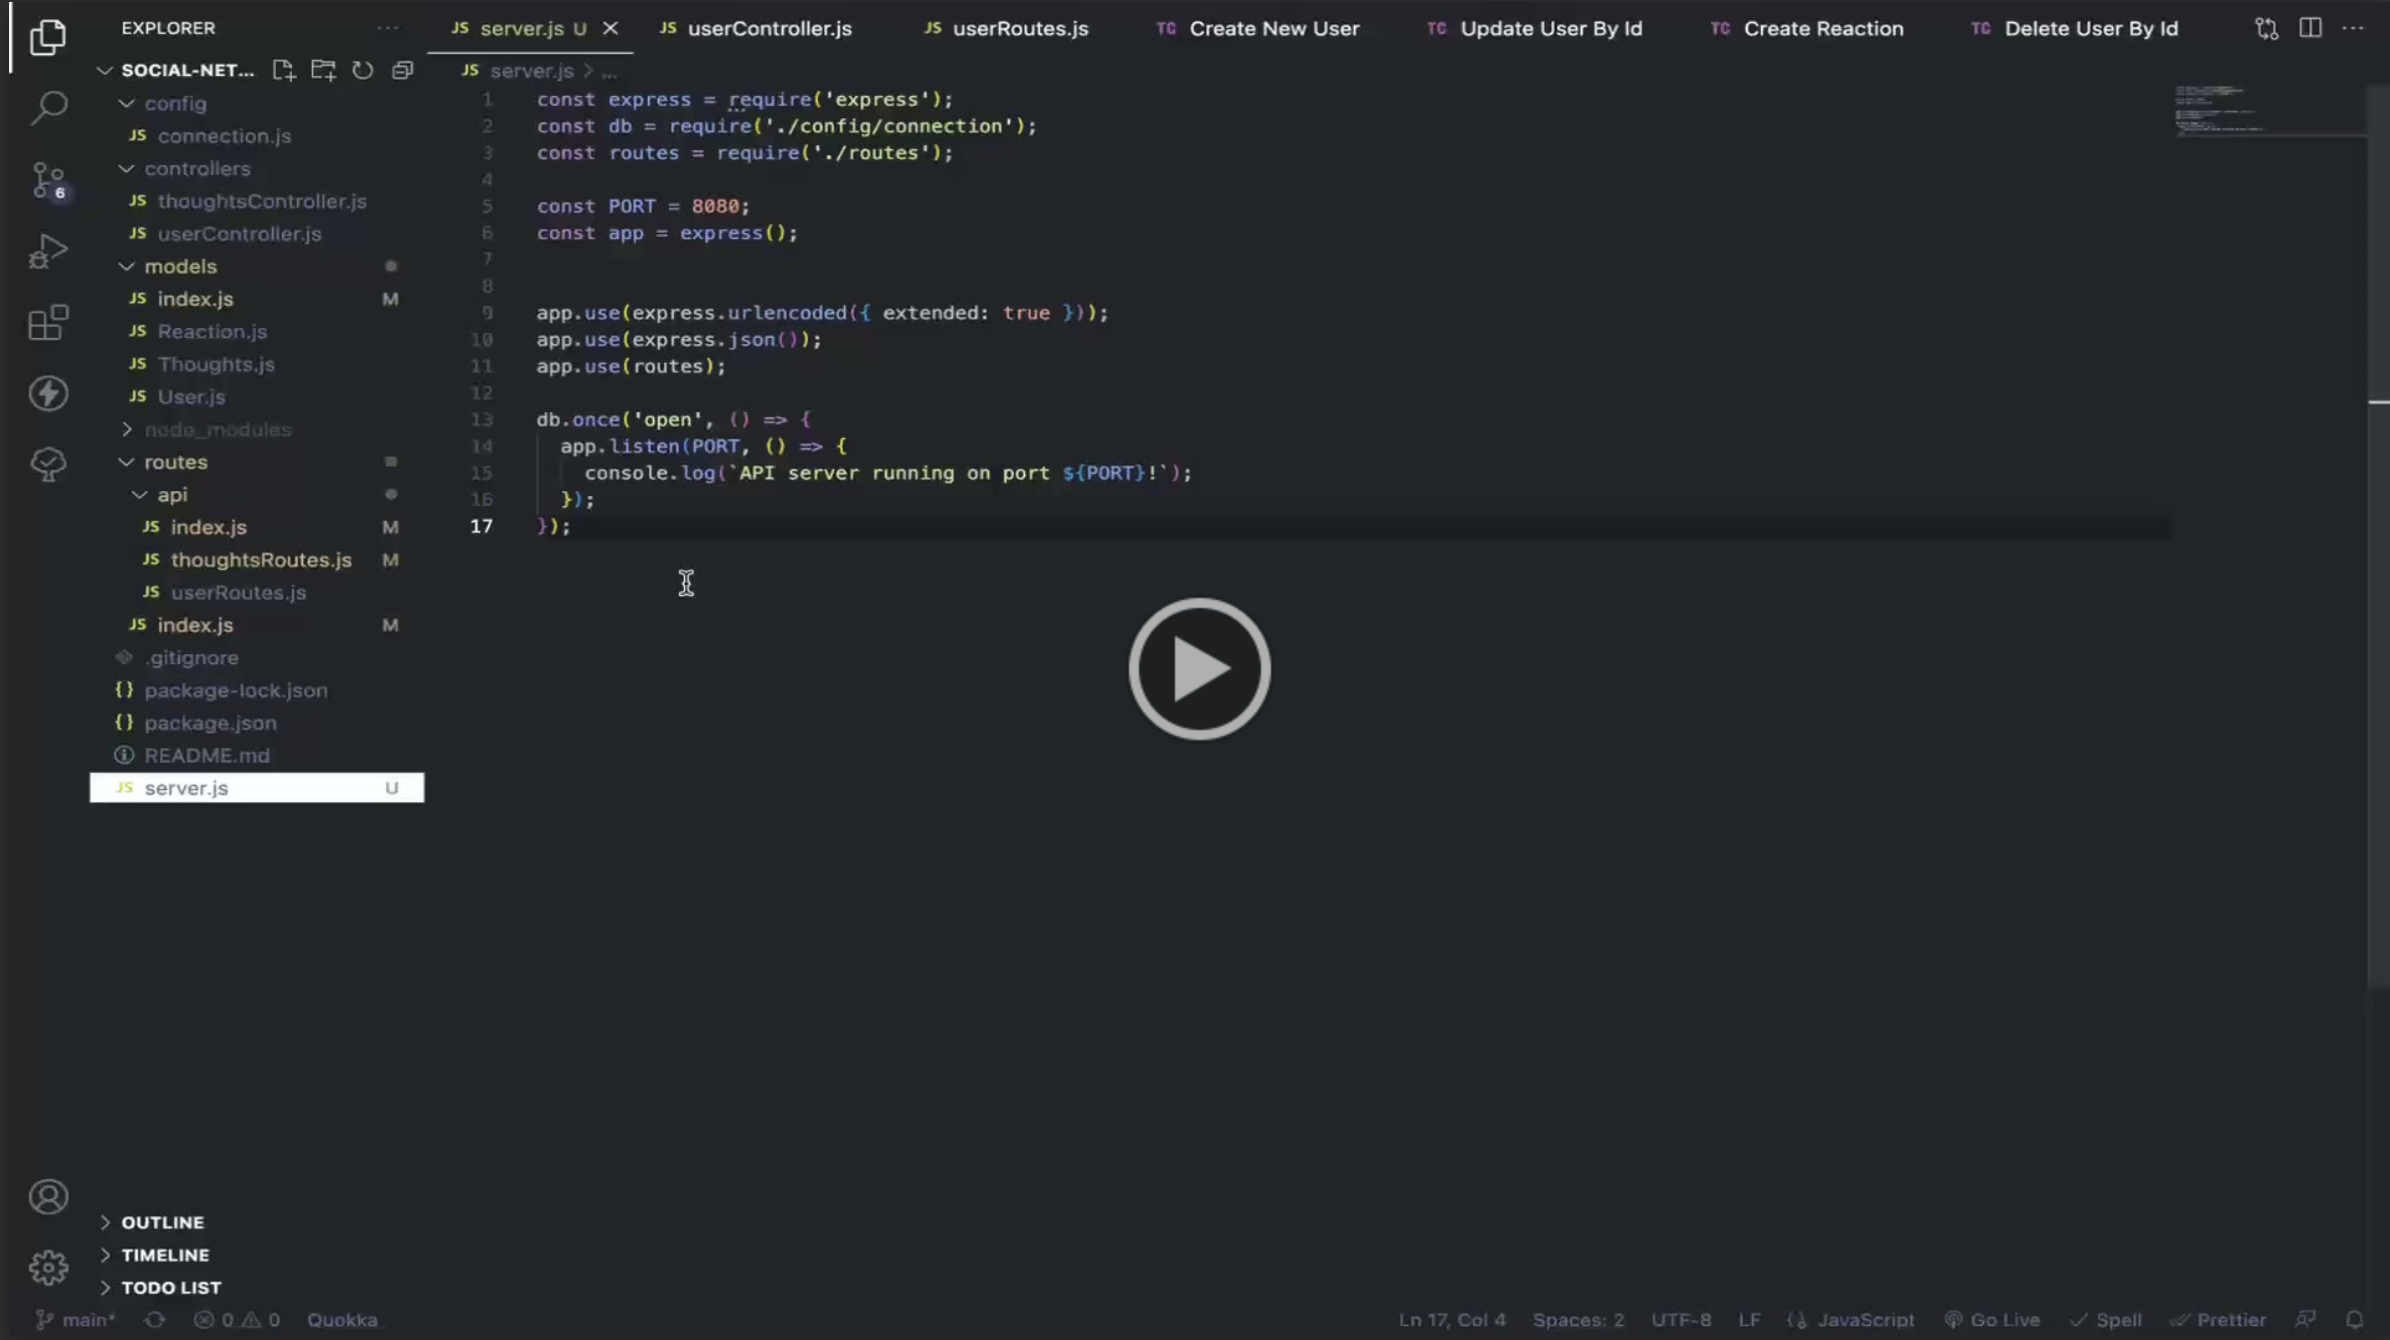 EXPLORER
JS server.js U
JS userController.js
JS userRoutes.js
TC Create New User
TC Update User By Id
TC Create Reaction
TC Delete User By Id
SOCIAL-NET...
JS server.js > ...
config
JS connection.js
controllers
JS thoughtsController.js
JS userController.js
models
JS index.js M
JS Reaction.js
JS Thoughts.js
JS User.js
node_modules
routes
api
JS index.js M
JS thoughtsRoutes.js M
JS userRoutes.js
JS index.js M
.gitignore
{} package-lock.json
{} package.json
README.md
JS server.js U
1 const express = require('express');
2 const db = require('./config/connection');
3 const routes = require('./routes');
4
5 const PORT = 8080;
6 const app = express();
7
8
9 app.use(express.urlencoded({ extended: true }));
10 app.use(express.json());
11 app.use(routes);
12
13 db.once('open', () => {
14 app.listen(PORT, () => {
15 console.log(`API server running on port ${PORT}!`);
16 });
17 });
6
OUTLINE
TIMELINE
TODO LIST
main* 0 0 Quokka
Ln 17, Col 4 Spaces: 2 UTF-8 LF JavaScript Go Live Spell Prettier